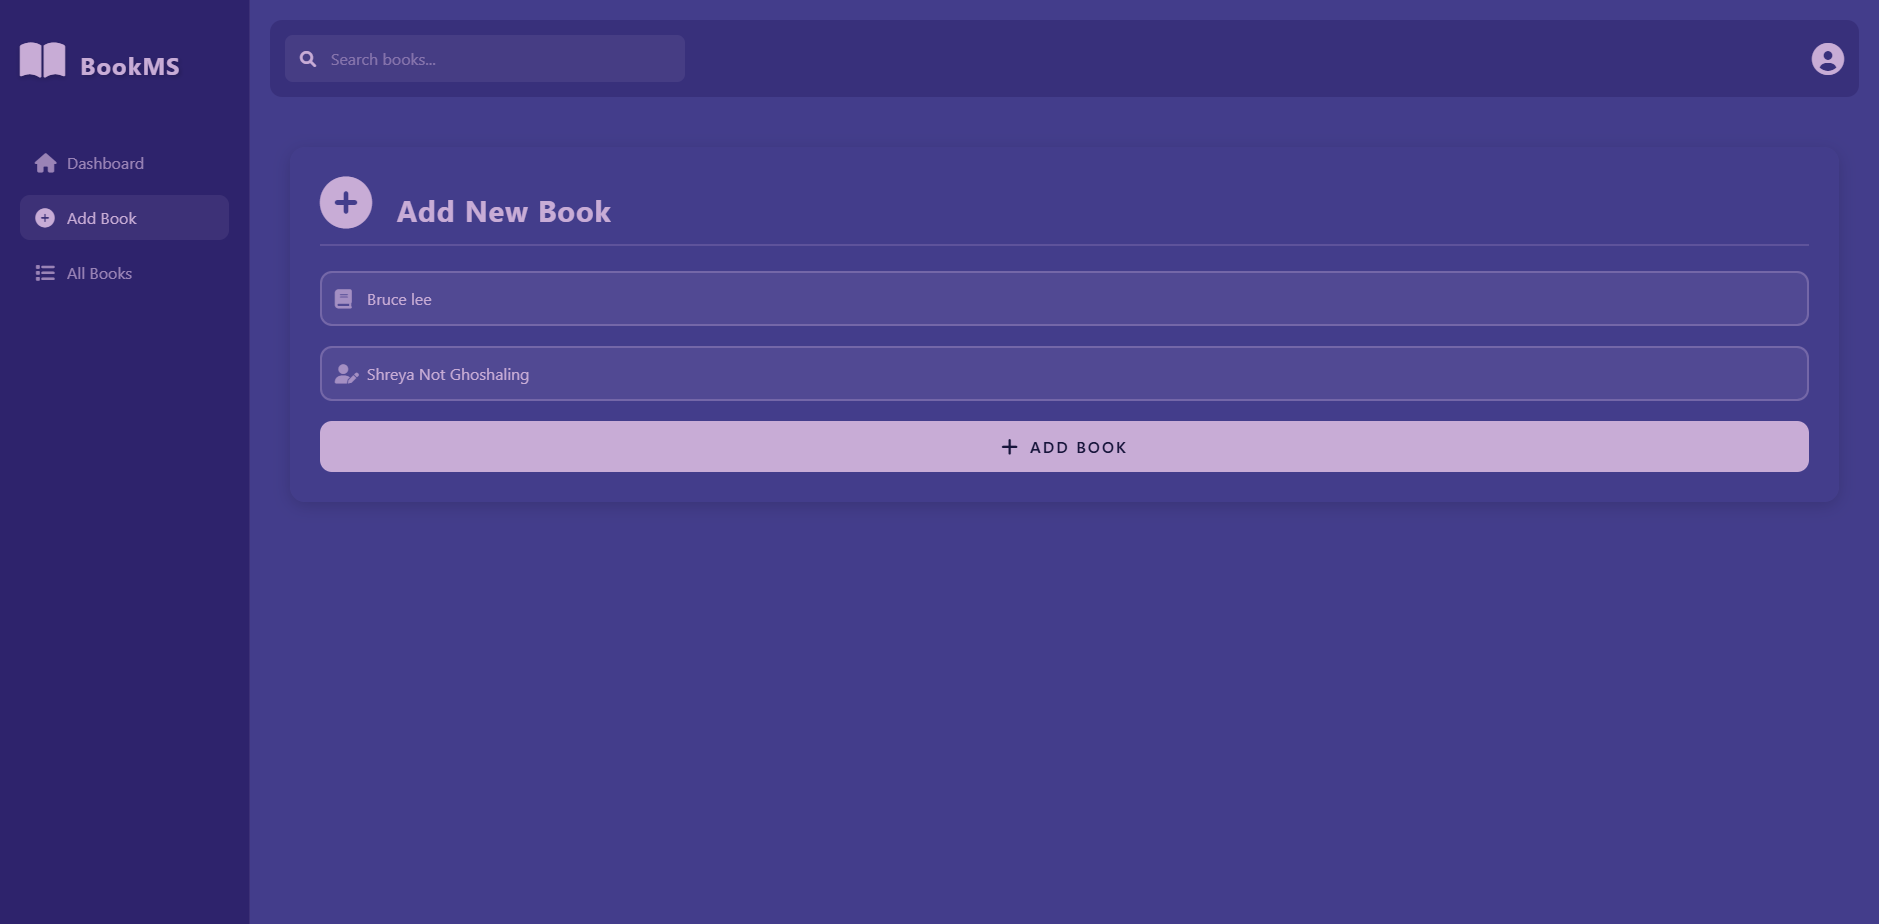 BookMS
Search books...
Dashboard
Add Book
All Books
Add New Book
Bruce lee
Shreya Not Ghoshaling
ADD BOOK